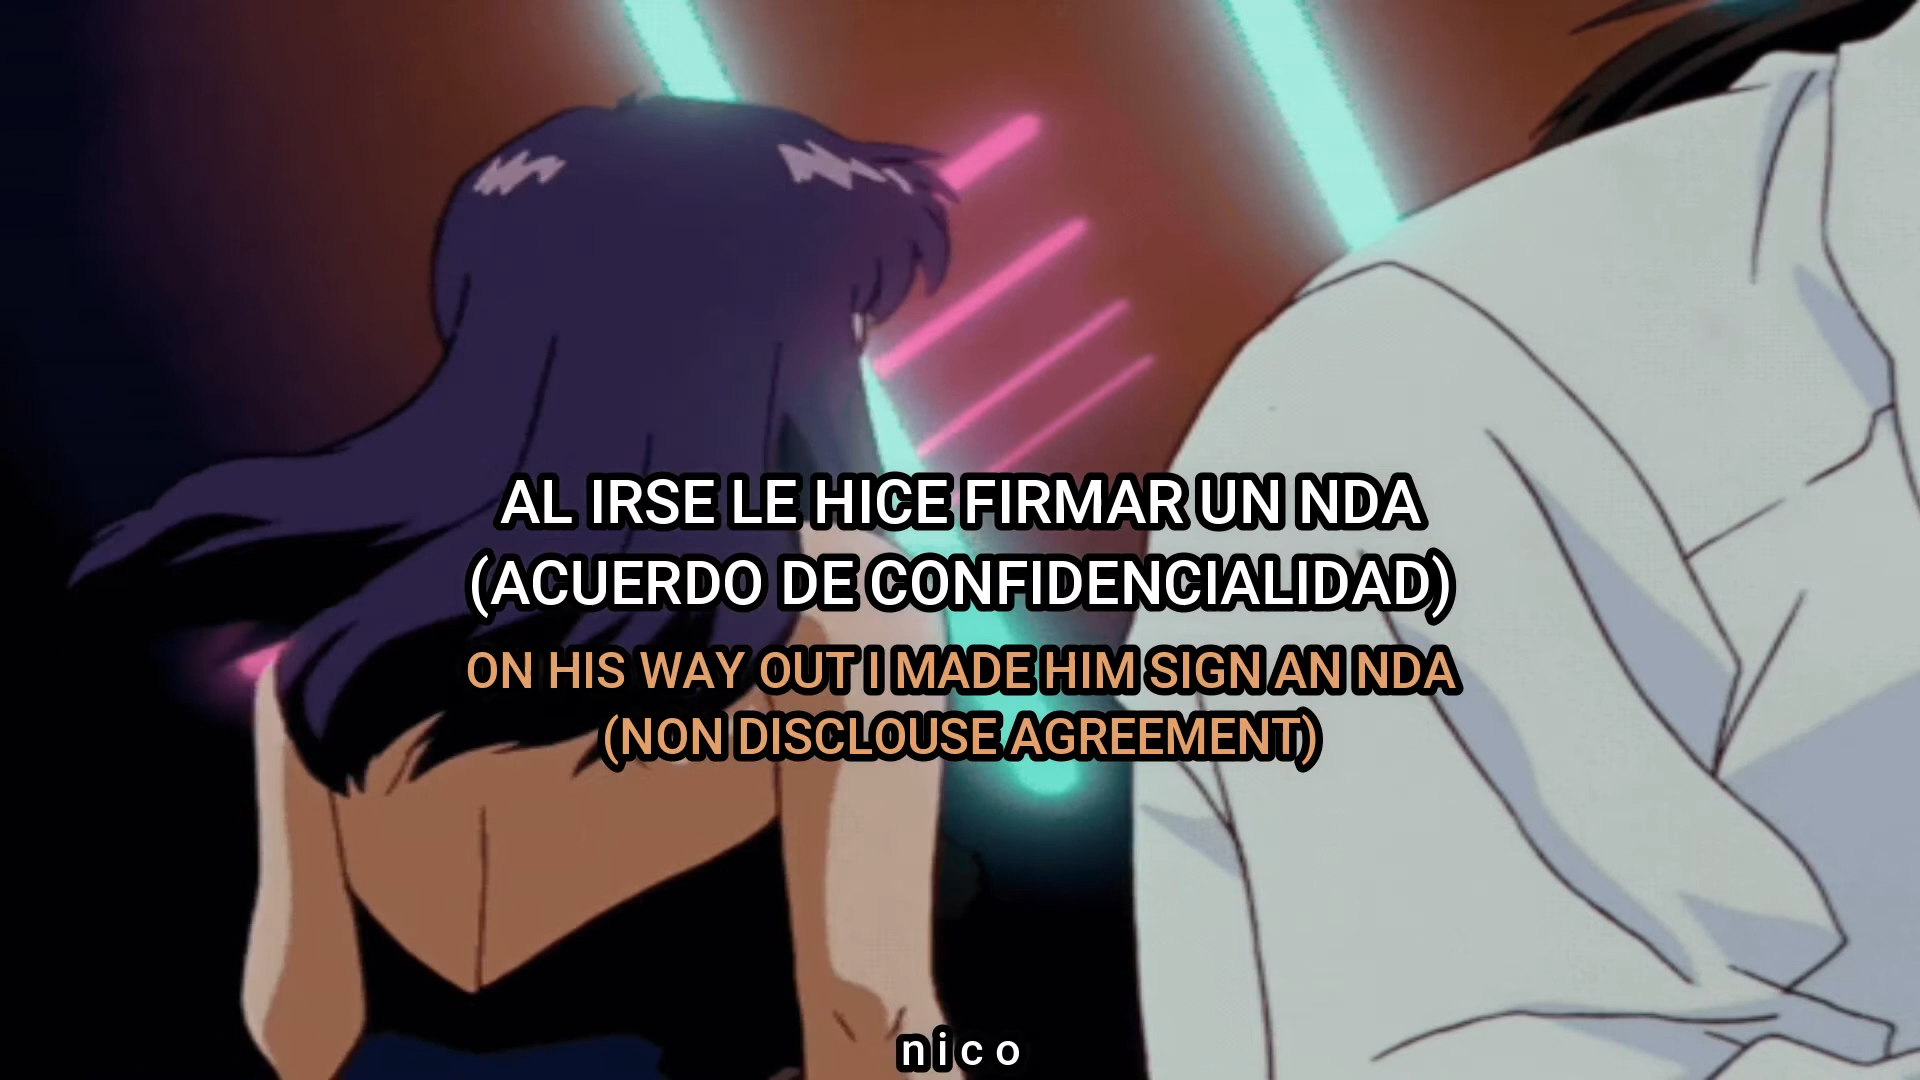 AL IRSE LE HICE FIRMAR UN NDA
(ACUERDO DE CONFIDENCIALIDAD)
ON HIS WAY OUT I MADE HIM SIGN AN NDA
(NON DISCLOUSE AGREEMENT)
nico